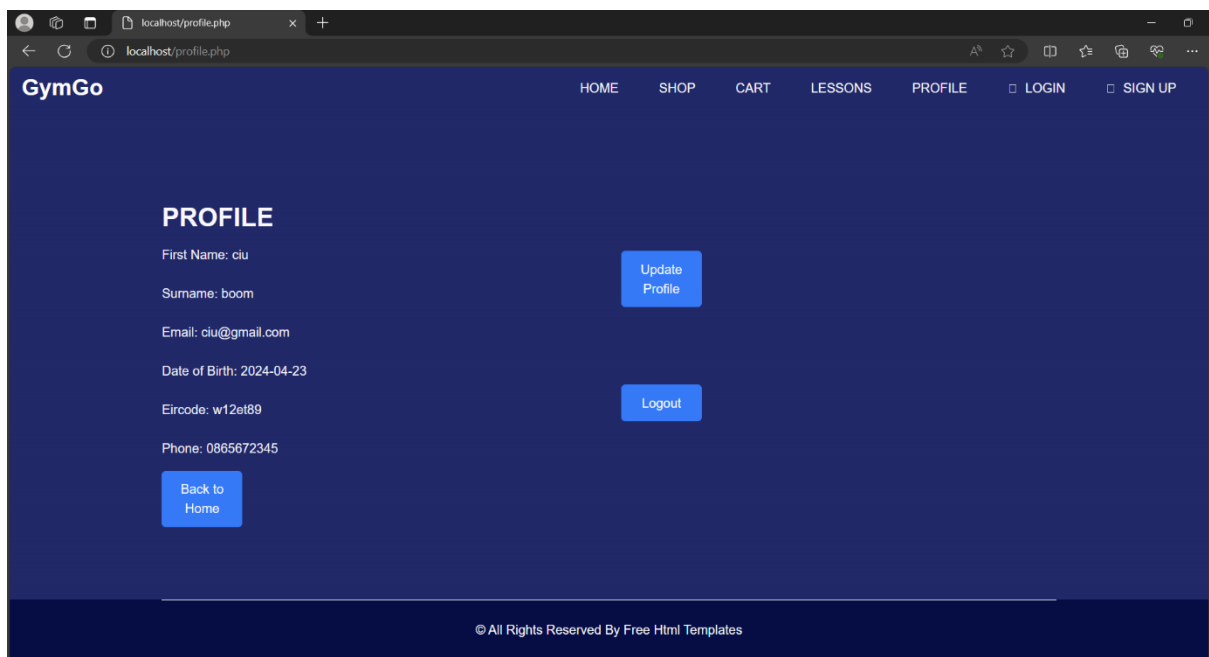 localhost/profile.php
localhost/profile.php
GymGo
HOME SHOP CART LESSONS PROFILE LOGIN SIGN UP
PROFILE
First Name: ciu
Surname: boom
Email: ciu@gmail.com
Date of Birth: 2024-04-23
Eircode: w12et89
Phone: 0865672345
Back to
Home
Update
Profile
Logout
© All Rights Reserved By Free Html Templates